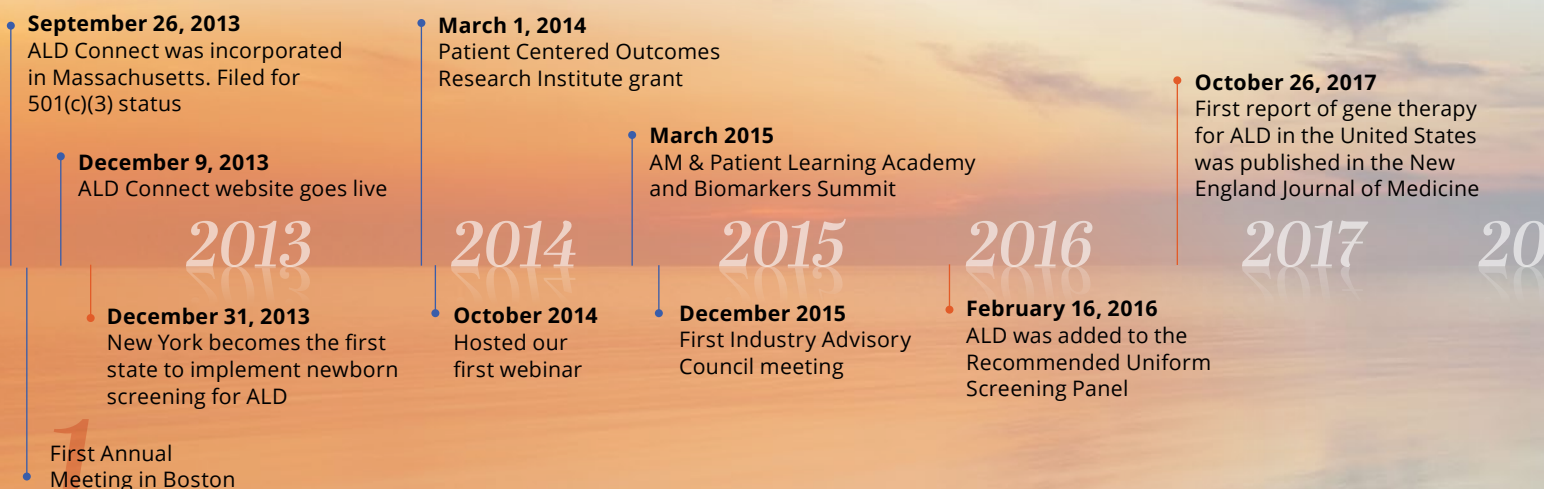 September 26, 2013
ALD Connect was incorporated
in Massachusetts. Filed for
501(c)(3) status
December 9, 2013
ALD Connect website goes live
March 1, 2014
Patient Centered Outcomes
Research Institute grant
March 2015
AM & Patient Learning Academy
and Biomarkers Summit
October 26, 2017
First report of gene therapy
for ALD in the United States
was published in the New
England Journal of Medicine
2013
2014
2015
2016
2017
20
December 31, 2013
New York becomes the first
state to implement newborn
screening for ALD
October 2014
Hosted our
first webinar
December 2015
First Industry Advisory
Council meeting
February 16, 2016
ALD was added to the
Recommended Uniform
Screening Panel
1
First Annual
Meeting in Boston